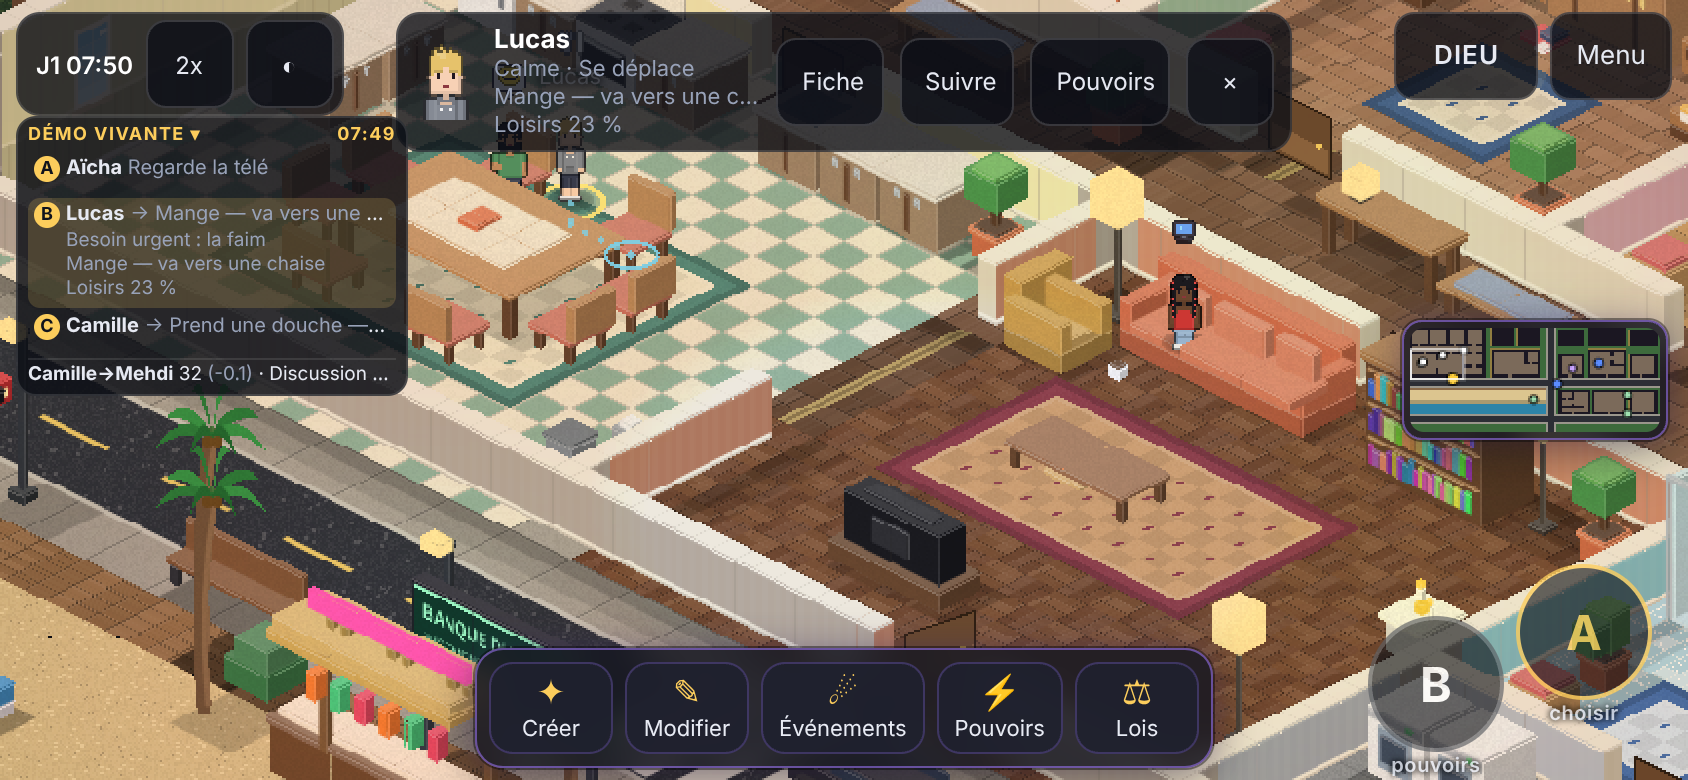 J1 07:50
2x
Lucas
Calme · Se déplace
Mange — va vers une c...
Loisirs 23 %
Fiche
Suivre
Pouvoirs
×
DIEU
Menu
DÉMO VIVANTE ▾ 07:49
A Aïcha Regarde la télé
B Lucas → Mange — va vers une ...
Besoin urgent : la faim
Mange — va vers une chaise
Loisirs 23 %
C Camille → Prend une douche —...
Camille→Mehdi 32 (-0.1) · Discussion ...
BANQUE
Créer
Modifier
Événements
Pouvoirs
Lois
A
choisir
B
pouvoirs